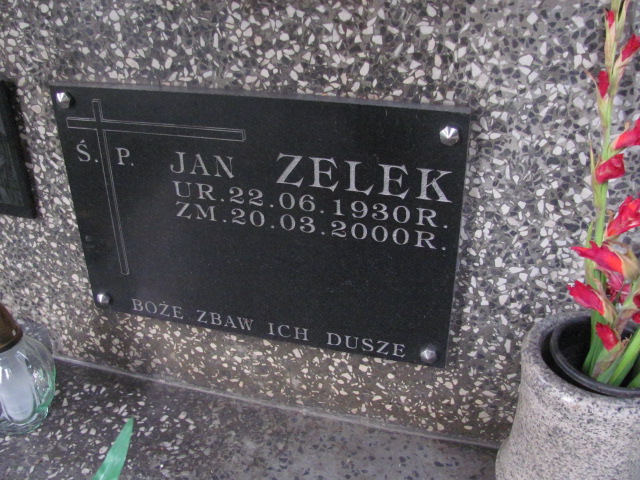 Ś. P. JAN ZELEK
UR.22.06.1930R.
ZM.20.03.2000R.
BOŻE ZBAW ICH DUSZE